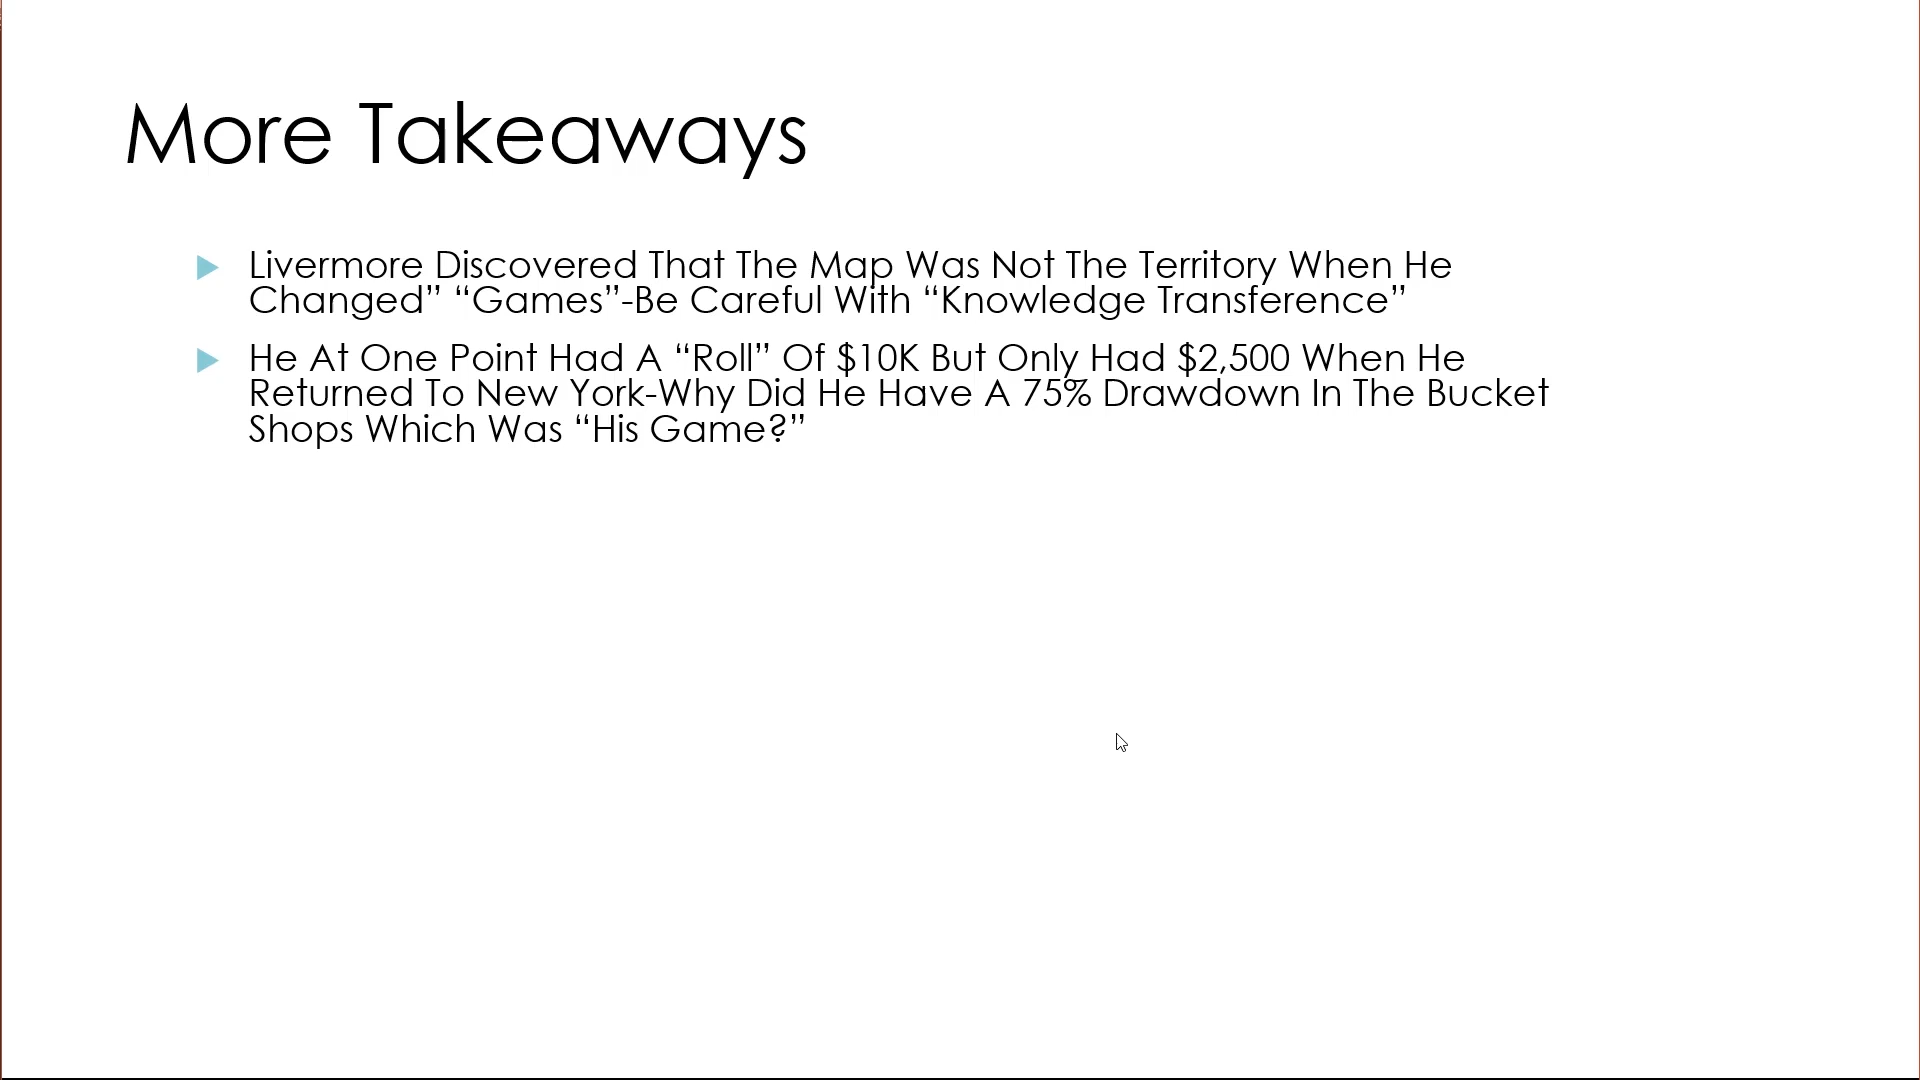 More Takeaways
Livermore Discovered That The Map Was Not The Territory When He
Changed” “Games”-Be Careful With “Knowledge Transference”
He At One Point Had A “Roll” Of $10K But Only Had $2,500 When He
Returned To New York-Why Did He Have A 75% Drawdown In The Bucket
Shops Which Was “His Game?”